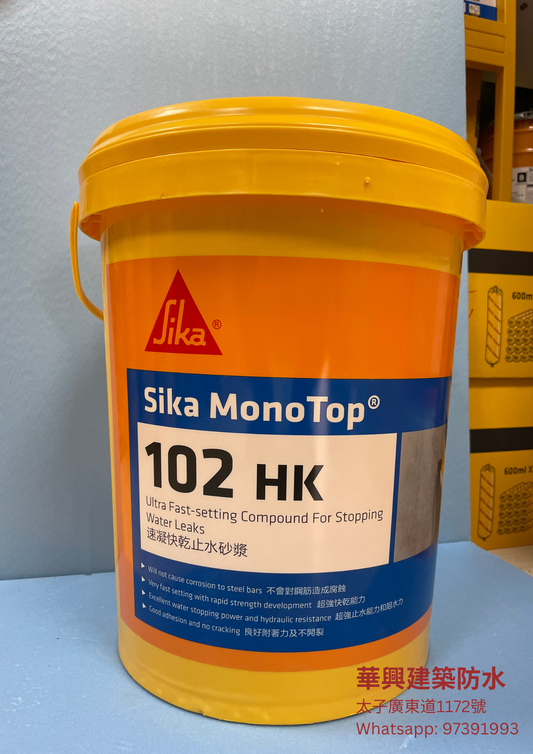 Sika®
Sika MonoTop®
102 HK
Ultra Fast-setting Compound For Stopping
Water Leaks
速凝快乾止水砂漿
Will not cause corrosion to steel bars 不會對鋼筋造成腐蝕
Very fast setting with rapid strength development 超強快乾能力
Excellent water stopping power and hydraulic resistance 超強止水能力和阻水力
Good adhesion and no cracking 良好附著力及不開裂
600m
600ml X
華興建築防水
太子廣東道1172號
Whatsapp: 97391993